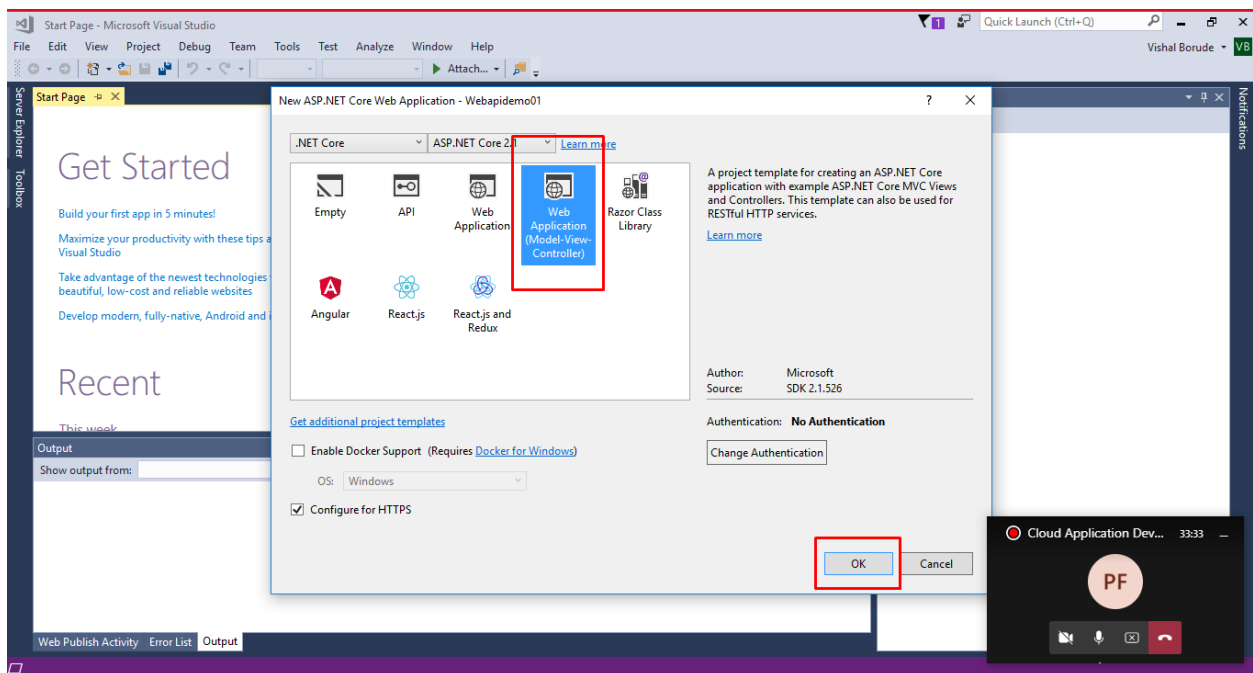 Start Page - Microsoft Visual Studio
1
Quick Launch (Ctrl+Q)
File Edit View Project Debug Team Tools Test Analyze Window Help
Vishal Borude
VB
Attach...
Server Explorer
Toolbox
Notifications
Start Page
Get Started
Build your first app in 5 minutes!
Maximize your productivity with these tips a
Visual Studio
Take advantage of the newest technologies
beautiful, low-cost and reliable websites
Develop modern, fully-native, Android and i
Recent
This week
New ASP.NET Core Web Application - Webapidemo01
?
.NET Core
ASP.NET Core 2.1
Learn more
Empty
API
Web
Application
Web
Application
(Model-View-
Controller)
Razor Class
Library
Angular
React.js
React.js and
Redux
A project template for creating an ASP.NET Core
application with example ASP.NET Core MVC Views
and Controllers. This template can also be used for
RESTful HTTP services.
Learn more
Author: Microsoft
Source: SDK 2.1.526
Get additional project templates
Authentication: No Authentication
Enable Docker Support (Requires Docker for Windows)
Change Authentication
OS: Windows
Configure for HTTPS
OK
Cancel
Output
Show output from:
Web Publish Activity Error List Output
Cloud Application Dev... 33:33
PF